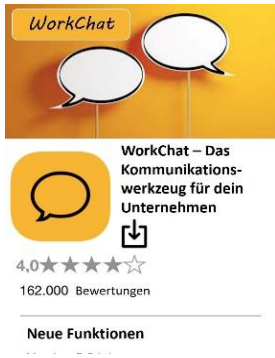 WorkChat
WorkChat – Das
Kommunikations-
werkzeug für dein
Unternehmen
4.0
162.000 Bewertungen
Neue Funktionen